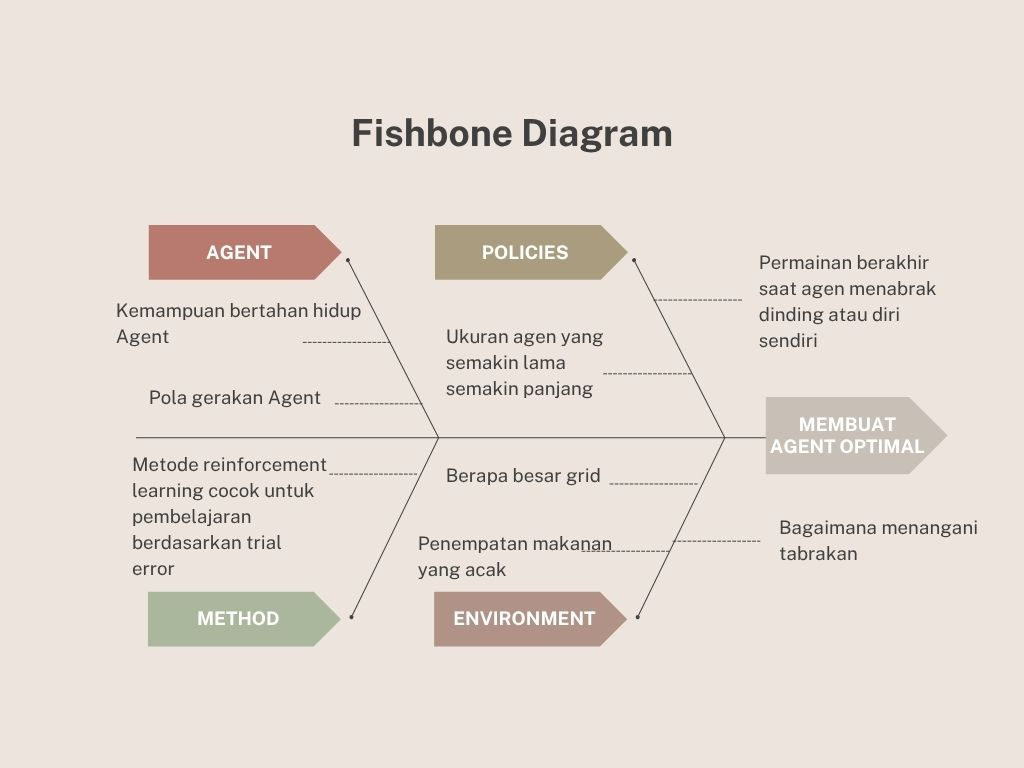 Fishbone Diagram
AGENT
POLICIES
Permainan berakhir
saat agen menabrak
dinding atau diri
sendiri
Kemampuan bertahan hidup
Agent
Ukuran agen yang
semakin lama
semakin panjang
Pola gerakan Agent
MEMBUAT
AGENT OPTIMAL
Metode reinforcement
learning cocok untuk
pembelajaran
berdasarkan trial
error
Berapa besar grid
Bagaimana menangani
tabrakan
Penempatan makanan
yang acak
METHOD
ENVIRONMENT